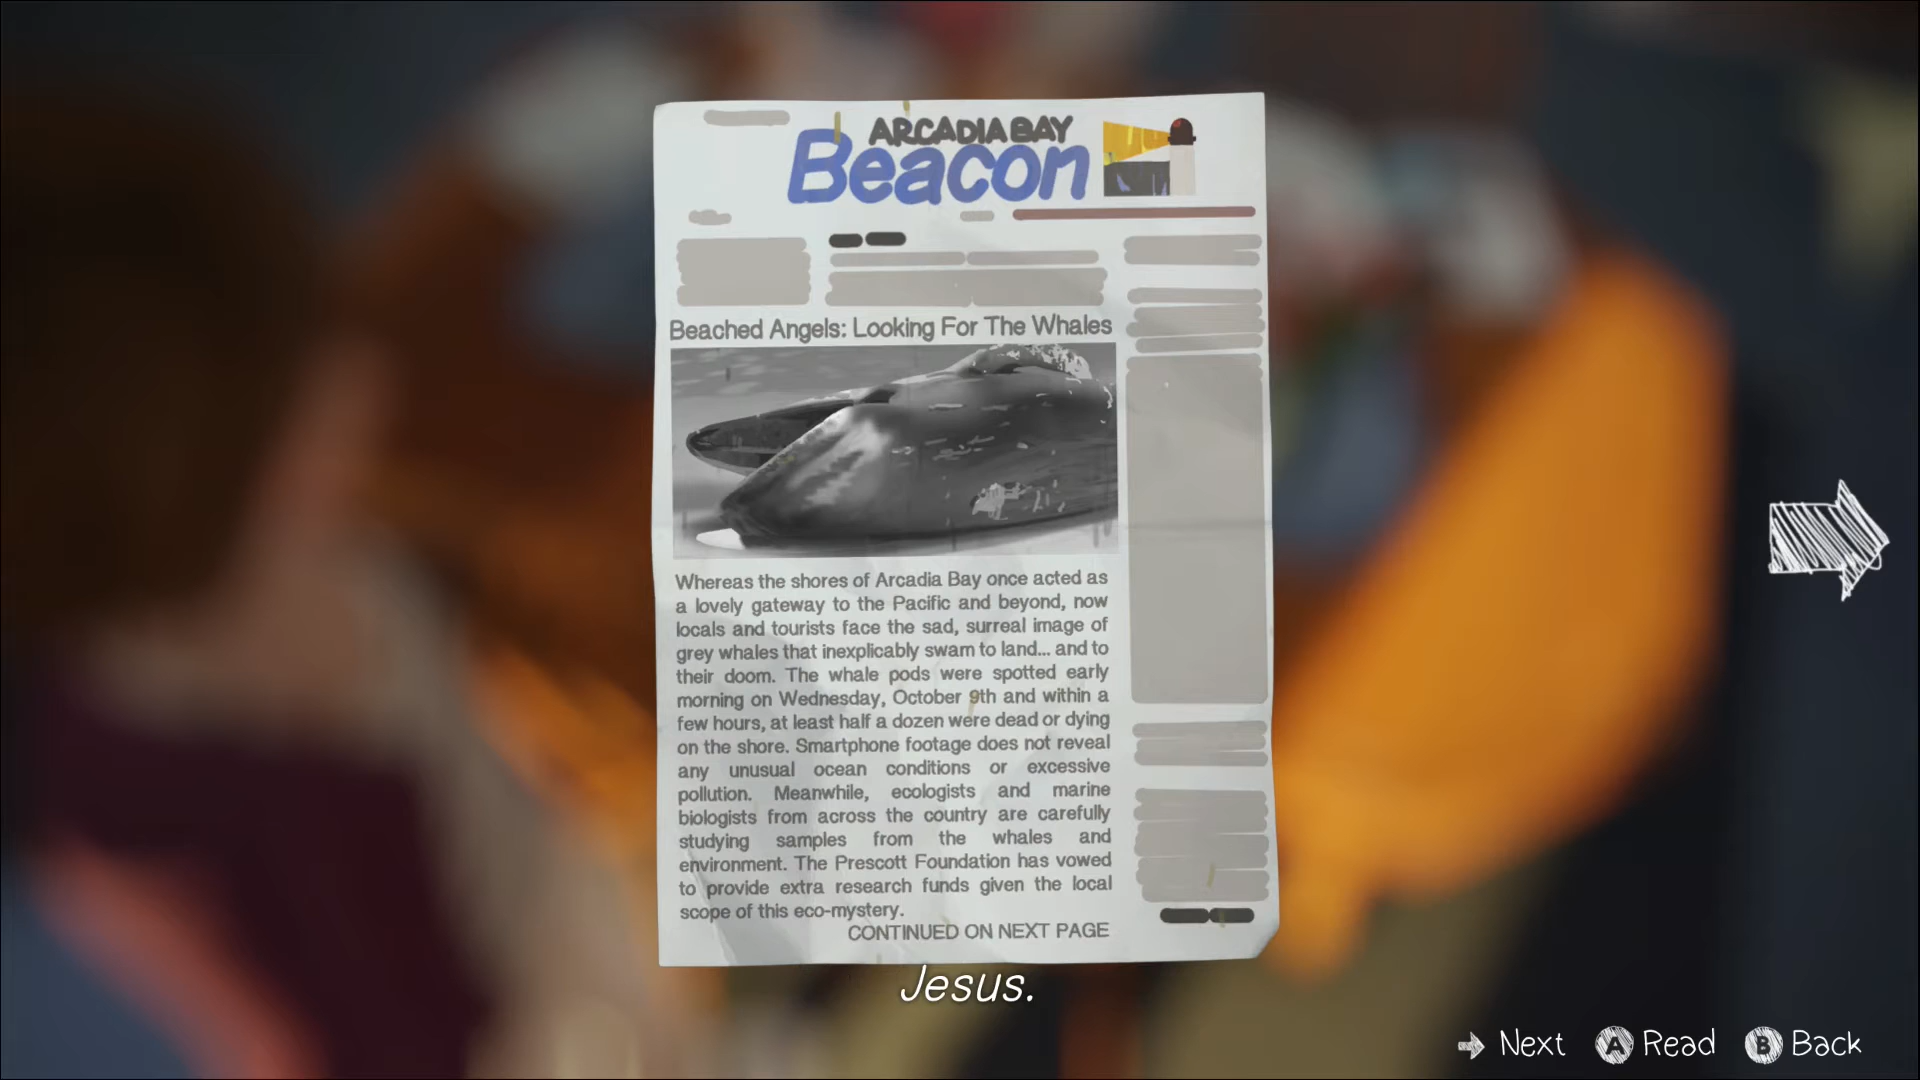 ARCADIA BAY
Beacon
Beached Angels: Looking For The Whales
Whereas the shores of Arcadia Bay once acted as
a lovely gateway to the Pacific and beyond, now
locals and tourists face the sad, surreal image of
grey whales that inexplicably swam to land... and to
their doom. The whale pods were spotted early
morning on Wednesday, October 9th and within a
few hours, at least half a dozen were dead or dying
on the shore. Smartphone footage does not reveal
any unusual ocean conditions or excessive
pollution. Meanwhile, ecologists and marine
biologists from across the country are carefully
studying samples from the whales and
environment. The Prescott Foundation has vowed
to provide extra research funds given the local
scope of this eco-mystery.
CONTINUED ON NEXT PAGE
Jesus.
Next A Read B Back